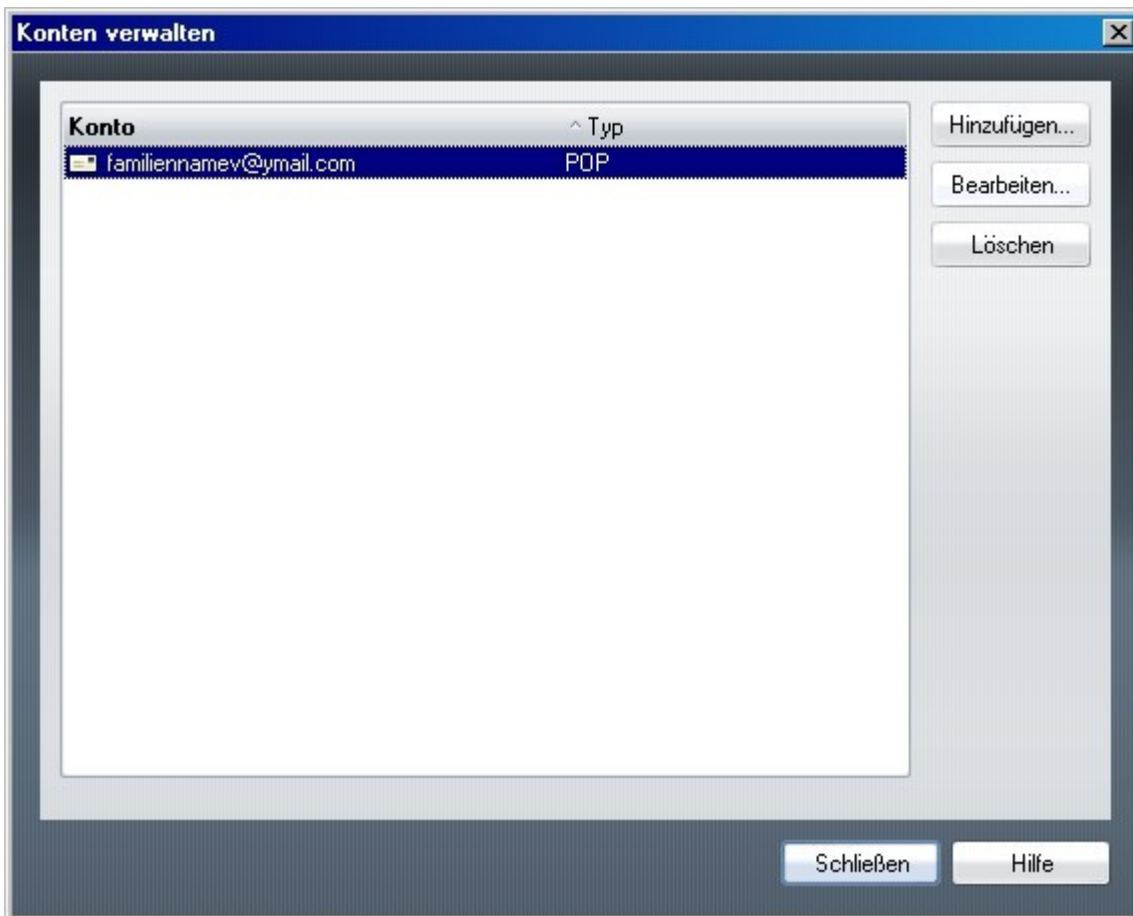 Konten verwalten
Konto Typ
familiennamev@ymail.com POP
Hinzufügen...
Bearbeiten...
Löschen
Schließen Hilfe